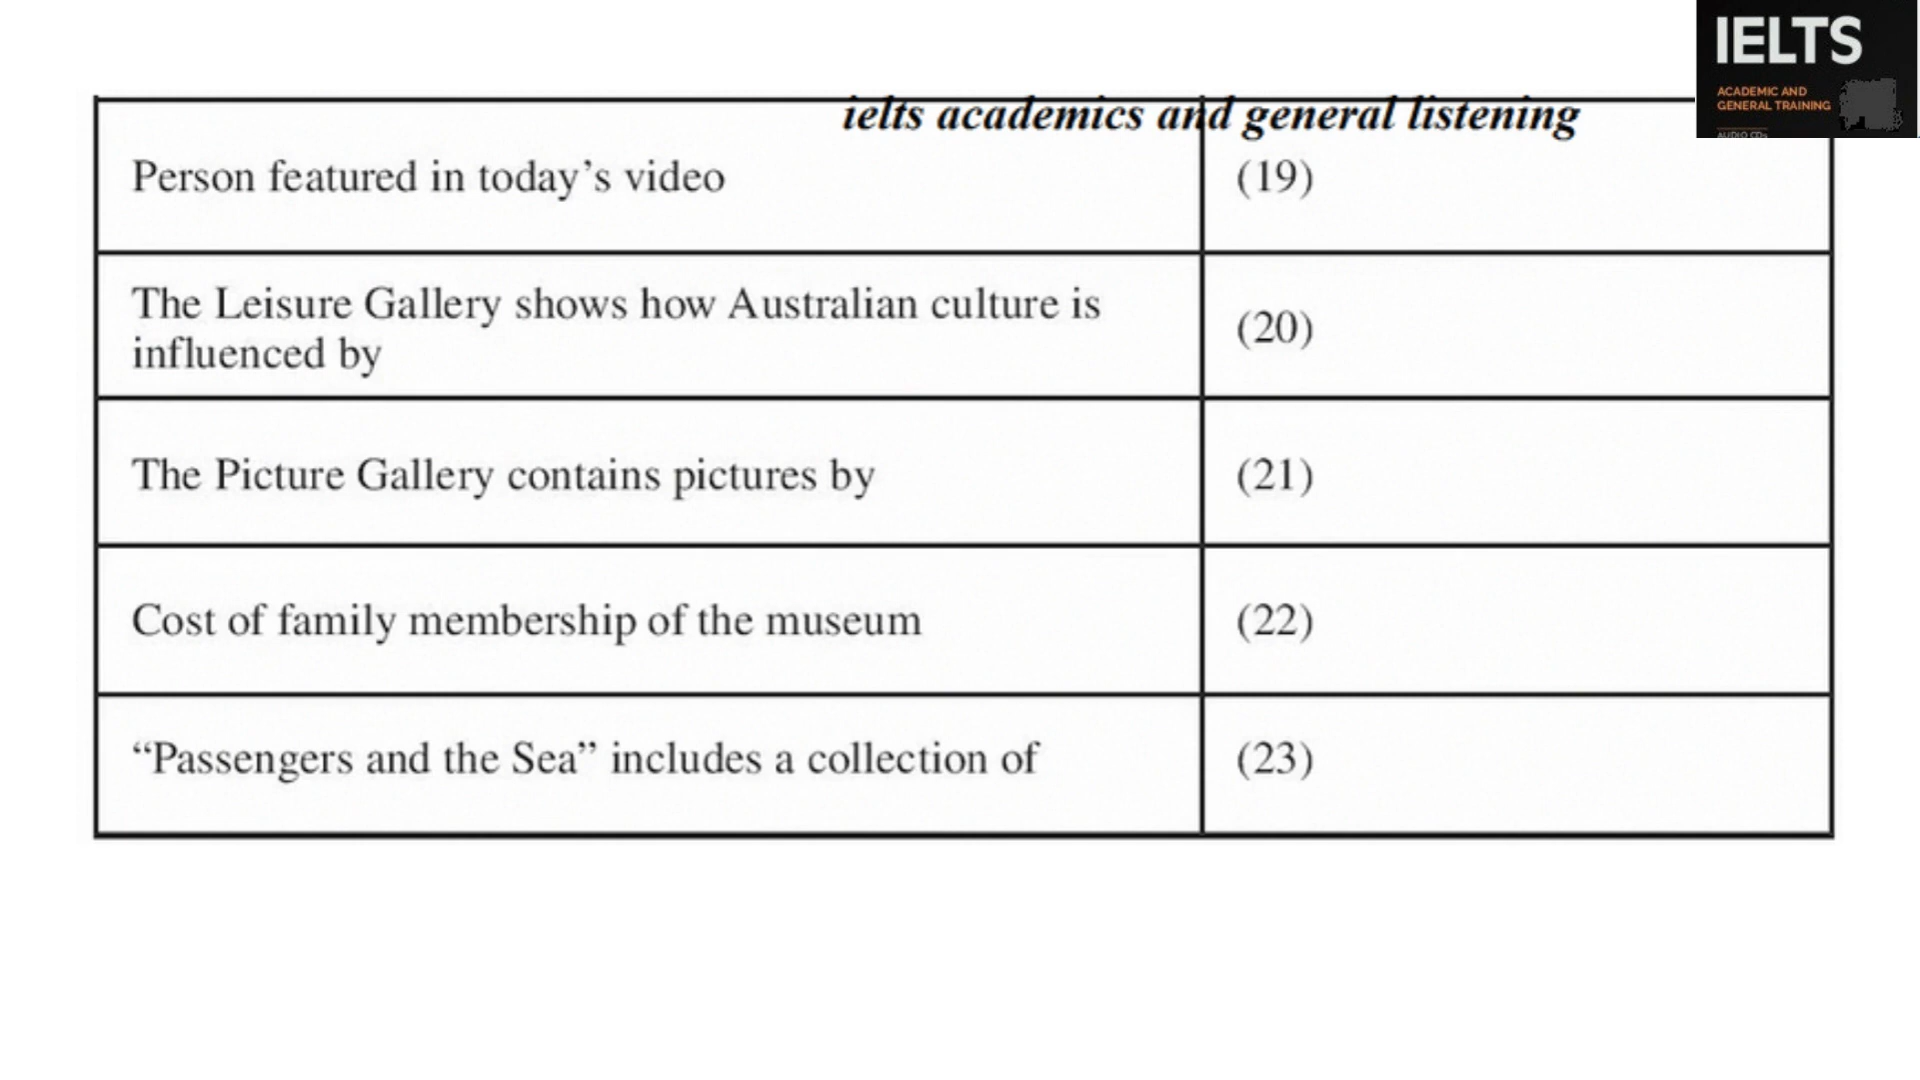 IELTS
ACADEMIC AND
GENERAL TRAINING
AUDIO CDs
ielts academics and general listening
Person featured in today’s video (19)
The Leisure Gallery shows how Australian culture is
influenced by (20)
The Picture Gallery contains pictures by (21)
Cost of family membership of the museum (22)
“Passengers and the Sea” includes a collection of (23)